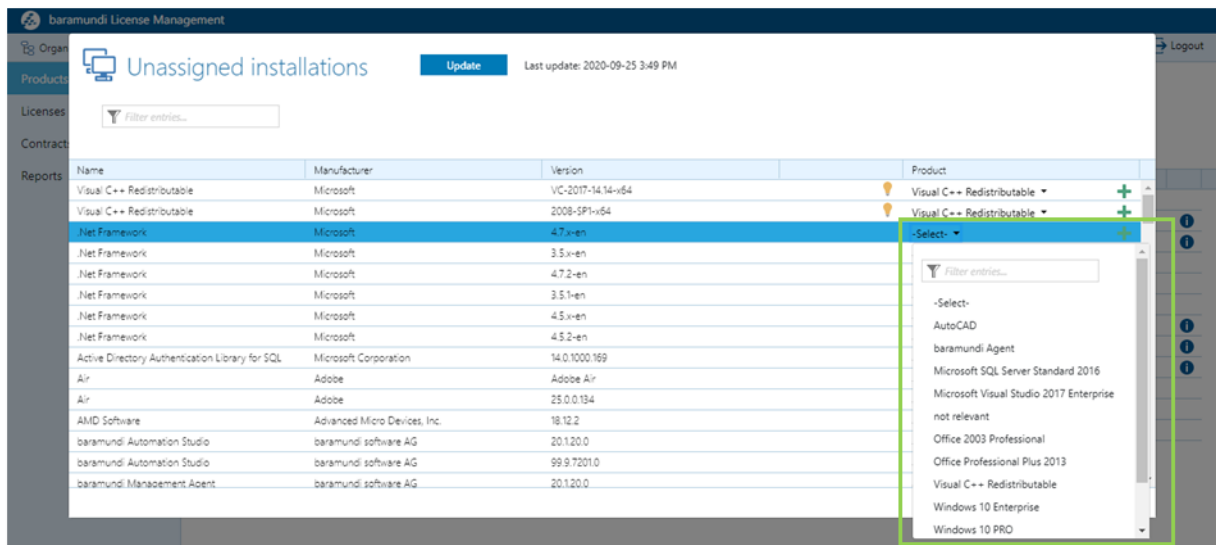 baramundi License Management
Organ
Logout
Unassigned installations
Update
Last update: 2020-09-25 3:49 PM
Products
Licenses
Filter entries...
Contracts
Reports
Name Manufacturer Version Product
Visual C++ Redistributable Microsoft VC-2017-14.14-x64 Visual C++ Redistributable
Visual C++ Redistributable Microsoft 2008-SP1-x64 Visual C++ Redistributable
.Net Framework Microsoft 4.7.x-en -Select-
.Net Framework Microsoft 3.5.x-en
.Net Framework Microsoft 4.7.2-en
.Net Framework Microsoft 3.5.1-en
.Net Framework Microsoft 4.5.x-en
.Net Framework Microsoft 4.5.2-en
Active Directory Authentication Library for SQL Microsoft Corporation 14.0.1000.169
Air Adobe Adobe Air
Air Adobe 25.0.0.134
AMD Software Advanced Micro Devices, Inc. 18.12.2
baramundi Automation Studio baramundi software AG 20.1.20.0
baramundi Automation Studio baramundi software AG 99.9.7201.0
baramundi Management Agent baramundi software AG 20.1.20.0
Filter entries...
-Select-
AutoCAD
baramundi Agent
Microsoft SQL Server Standard 2016
Microsoft Visual Studio 2017 Enterprise
not relevant
Office 2003 Professional
Office Professional Plus 2013
Visual C++ Redistributable
Windows 10 Enterprise
Windows 10 PRO